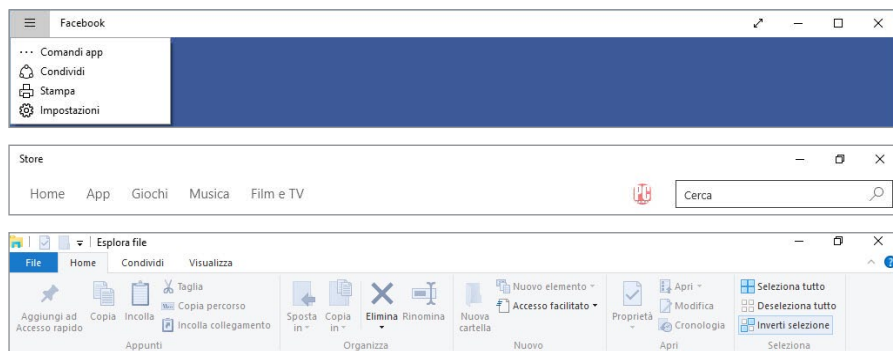 Facebook
Comandi app
Condividi
Stampa
Impostazioni
Store
Home App Giochi Musica Film e TV
Cerca
Esplora file
File Home Condividi Visualizza
Aggiungi ad
Accesso rapido
Copia
Incolla
Taglia
Copia percorso
Incolla collegamento
Appunti
Sposta
in
Copia
in
Elimina
Rinomina
Organizza
Nuova
cartella
Nuovo elemento
Accesso facilitato
Nuovo
Proprietà
Apri
Modifica
Cronologia
Apri
Seleziona tutto
Deseleziona tutto
Inverti selezione
Seleziona